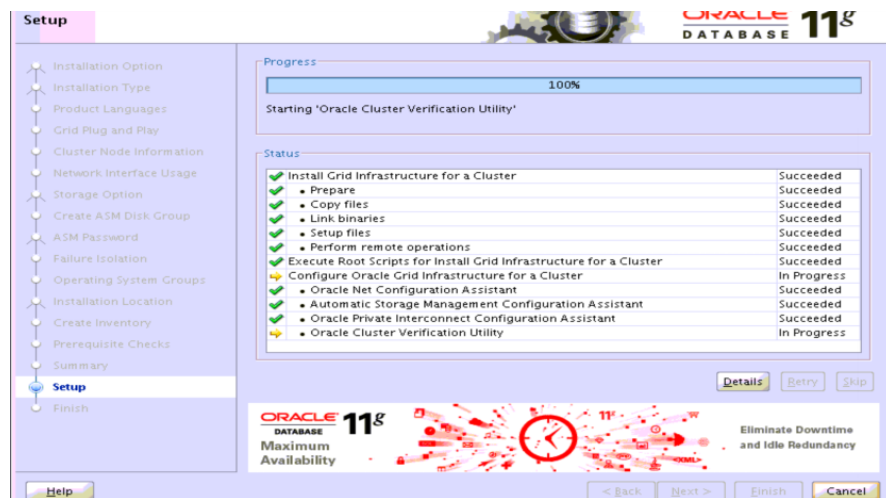 Setup
ORACLE
DATABASE 11g
Installation Option
Installation Type
Product Languages
Grid Plug and Play
Cluster Node Information
Network Interface Usage
Storage Option
Create ASM Disk Group
ASM Password
Failure Isolation
Operating System Groups
Installation Location
Create Inventory
Prerequisite Checks
Summary
Setup
Finish
Progress
100%
Starting 'Oracle Cluster Verification Utility'
Status
Install Grid Infrastructure for a Cluster Succeeded
• Prepare Succeeded
• Copy files Succeeded
• Link binaries Succeeded
• Setup files Succeeded
• Perform remote operations Succeeded
Execute Root Scripts for Install Grid Infrastructure for a Cluster Succeeded
Configure Oracle Grid Infrastructure for a Cluster In Progress
• Oracle Net Configuration Assistant Succeeded
• Automatic Storage Management Configuration Assistant Succeeded
• Oracle Private Interconnect Configuration Assistant Succeeded
• Oracle Cluster Verification Utility In Progress
Details Retry Skip
ORACLE
DATABASE 11g
Maximum
Availability
11g
<XML>
Eliminate Downtime
and Idle Redundancy
Help < Back Next > Finish Cancel